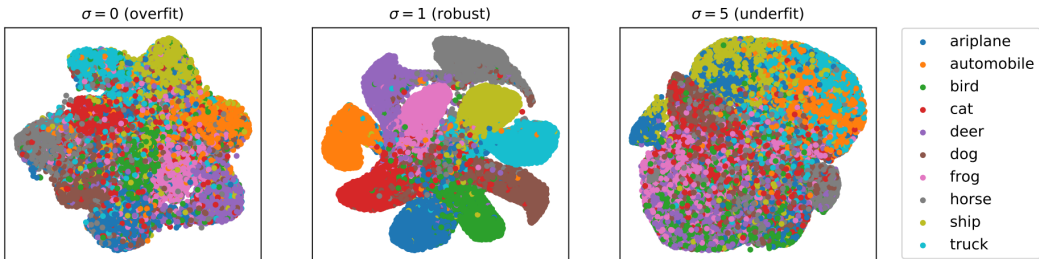 σ = 0 (overfit)
σ = 1 (robust)
σ = 5 (underfit)
ariplane
automobile
bird
cat
deer
dog
frog
horse
ship
truck